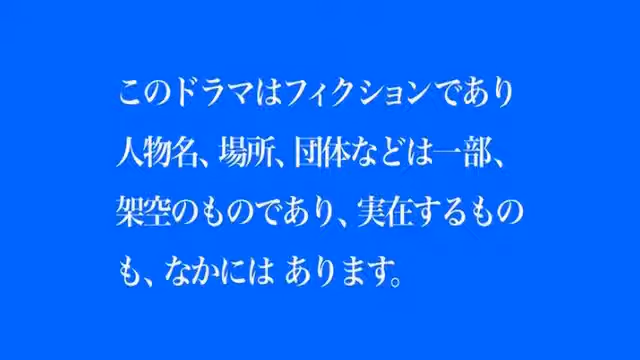 このドラマはフィクションであり
人物名、場所、団体などは一部、
架空のものであり、実在するもの
も、なかには あります。